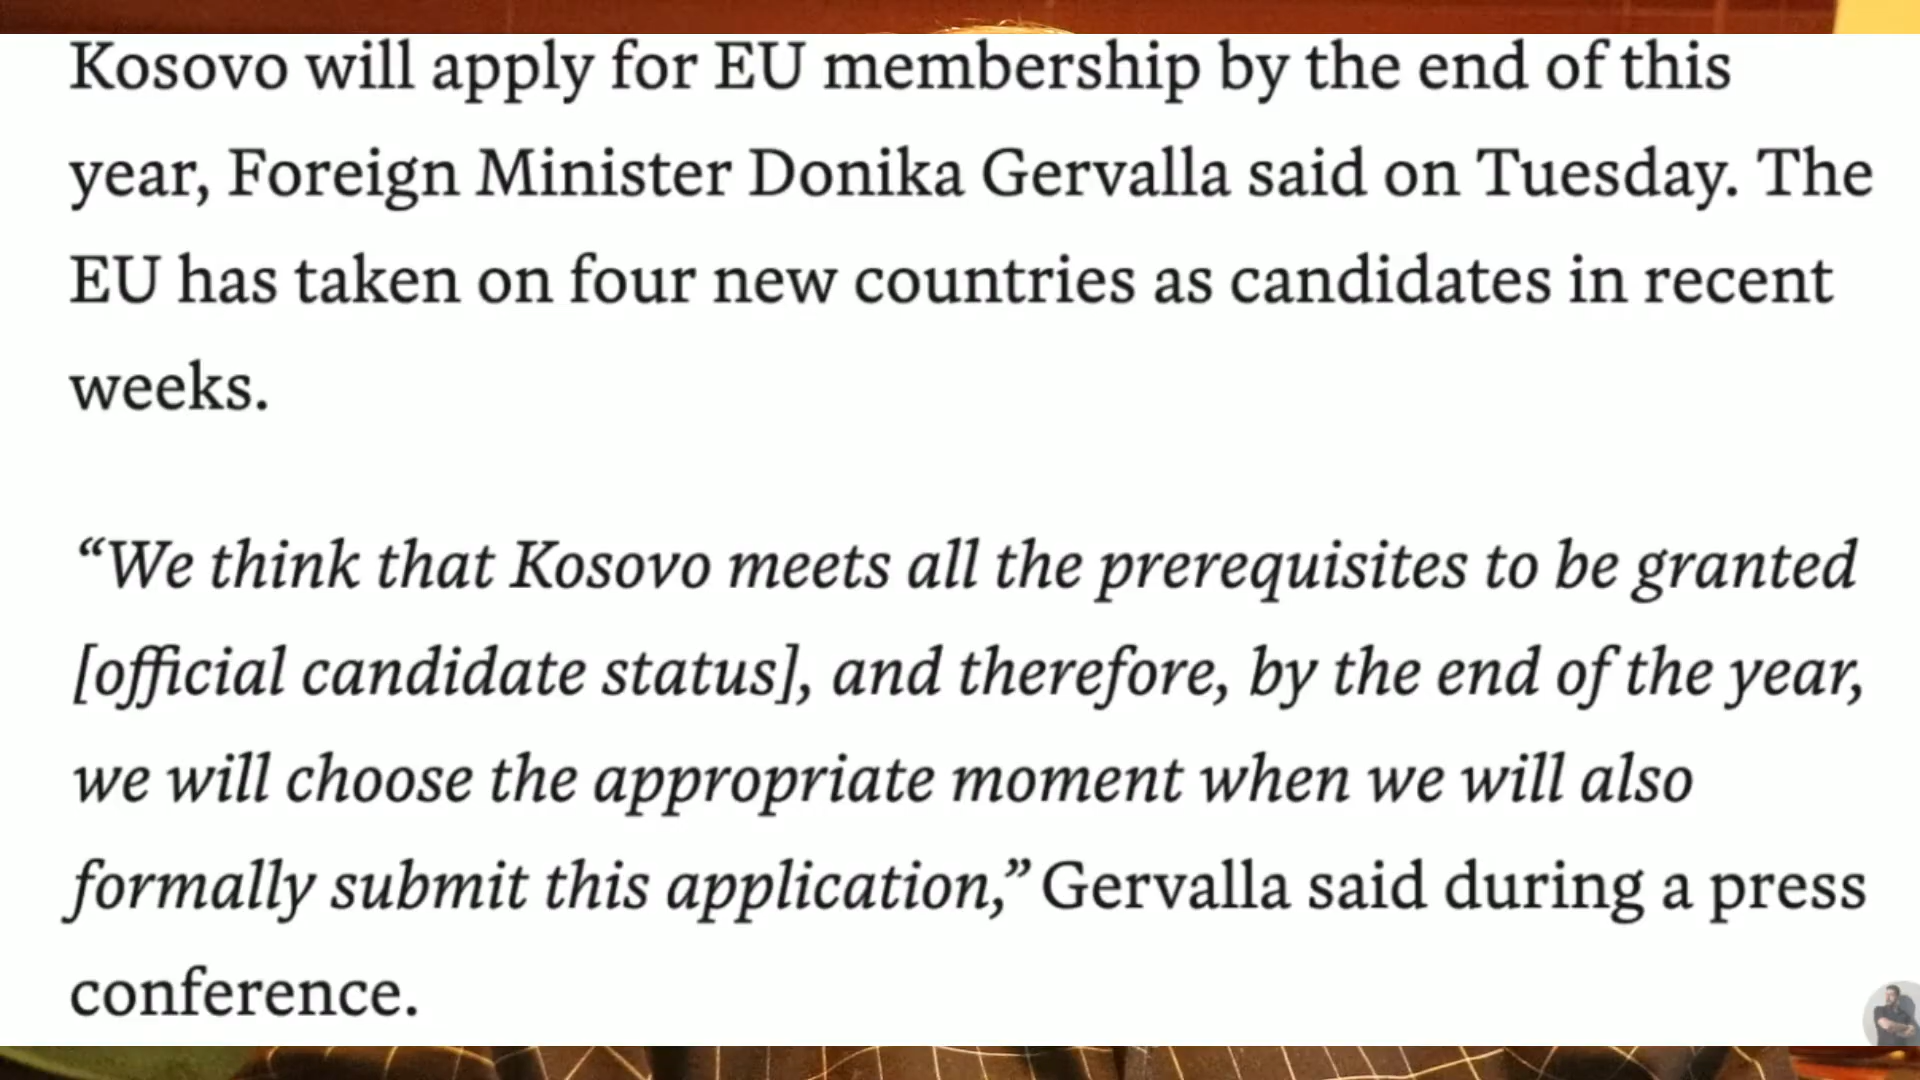 Kosovo will apply for EU membership by the end of this
year, Foreign Minister Donika Gervalla said on Tuesday. The
EU has taken on four new countries as candidates in recent
weeks.
“We think that Kosovo meets all the prerequisites to be granted
[official candidate status], and therefore, by the end of the year,
we will choose the appropriate moment when we will also
formally submit this application,” Gervalla said during a press
conference.